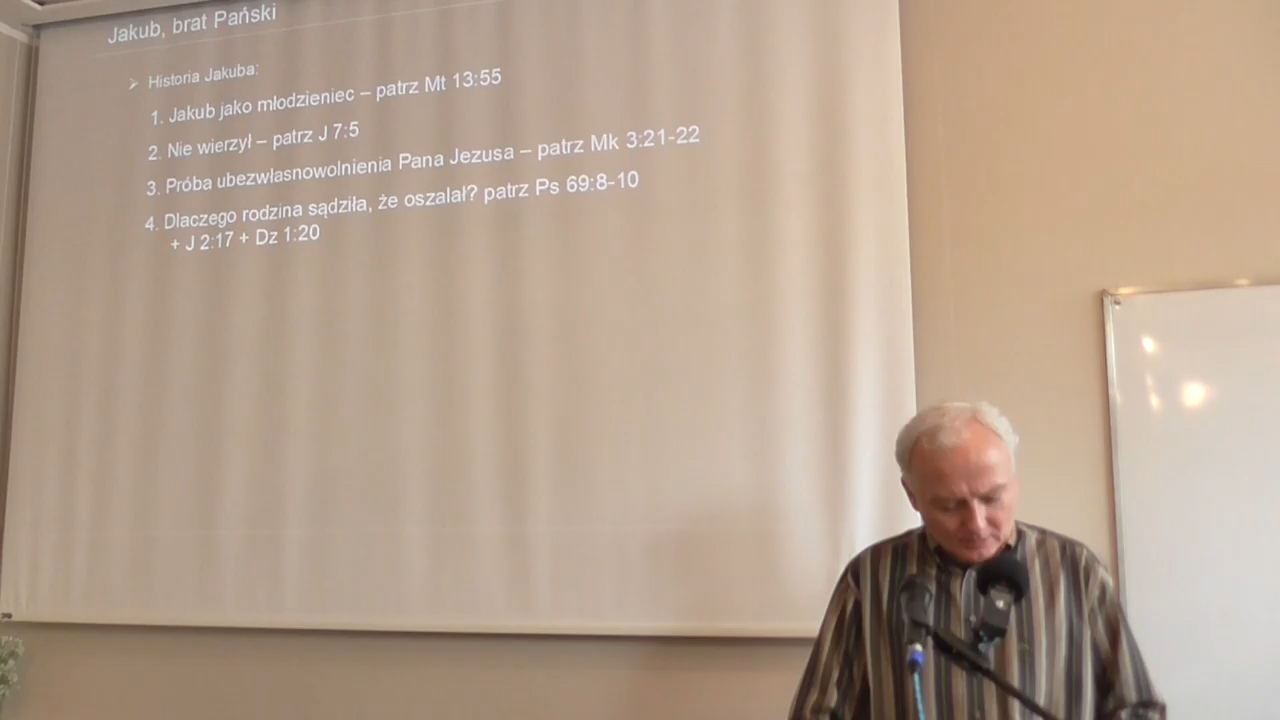 Jakub, brat Pański
➢ Historia Jakuba:
1. Jakub jako młodzieniec – patrz Mt 13:55
2. Nie wierzył – patrz J 7:5
3. Próba ubezwłasnowolnienia Pana Jezusa – patrz Mk 3:21-22
4. Dlaczego rodzina sądziła, że oszalał? patrz Ps 69:8-10
+ J 2:17 + Dz 1:20